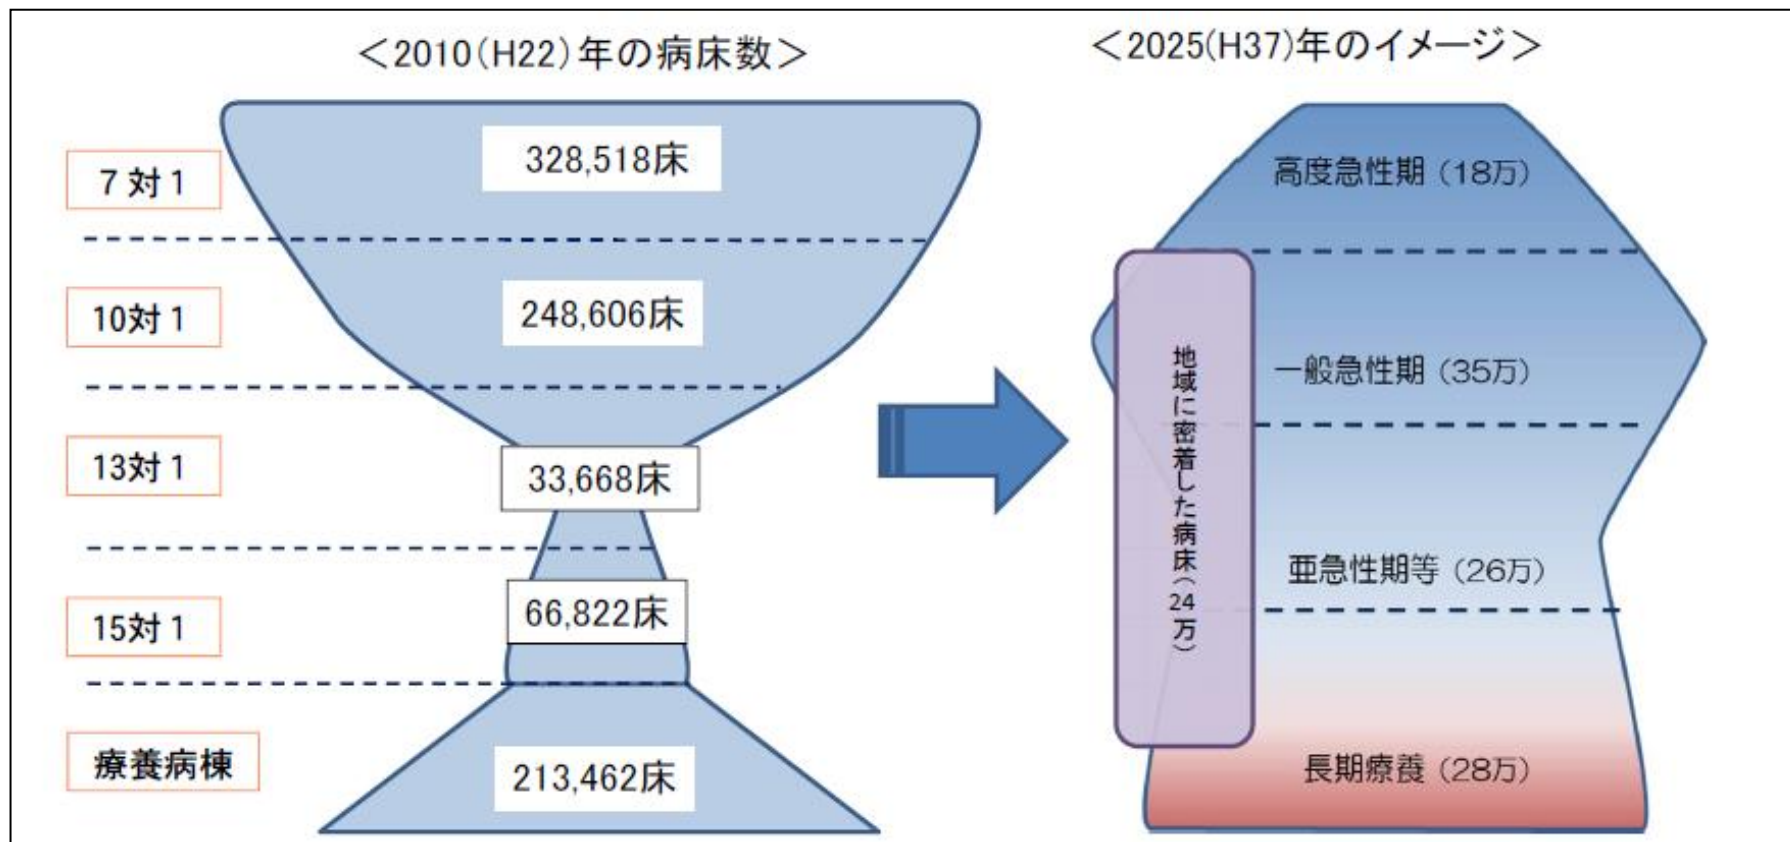 ＜2010(H22)年の病床数＞
7対1
328,518床
10対1
248,606床
13対1
33,668床
15対1
66,822床
療養病棟
213,462床
＜2025(H37)年のイメージ＞
高度急性期（18万）
一般急性期（35万）
亜急性期等（26万）
長期療養（28万）
地域に密着した病床（24万）